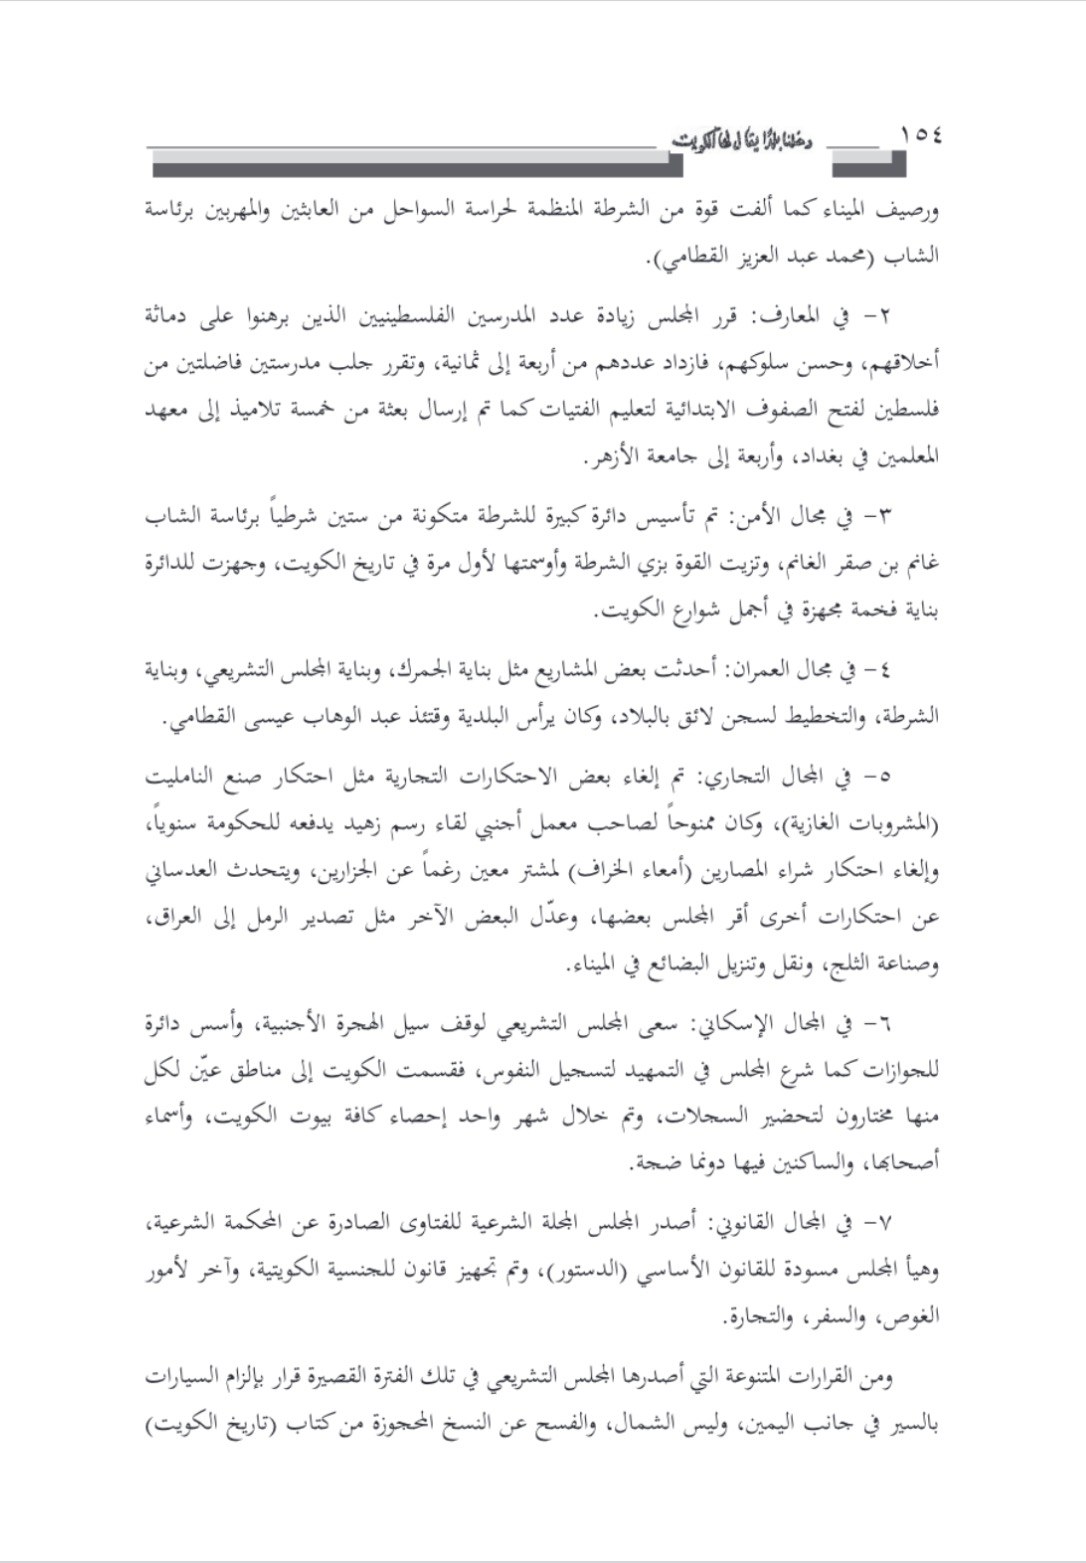 ١٥٤ ودخلنا بلدًا يقال لها الكويت
ورصيف الميناء كما ألفت قوة من الشرطة المنظمة لحراسة السواحل من العابثين والمهربين برئاسة
الشاب (محمد عبد العزيز القطامي).
٢- في المعارف: قرر المجلس زيادة عدد المدرسين الفلسطينيين الذين برهنوا على دماثة
أخلاقهم، وحسن سلوكهم، فازداد عددهم من أربعة إلى ثمانية، وتقرر جلب مدرستين فاضلتين من
فلسطين لفتح الصفوف الابتدائية لتعليم الفتيات كما تم إرسال بعثة من خمسة تلاميذ إلى معهد
المعلمين في بغداد، وأربعة إلى جامعة الأزهر.
٣- في مجال الأمن: تم تأسيس دائرة كبيرة للشرطة متكونة من ستين شرطياً برئاسة الشاب
غانم بن صقر الغانم، وتزيت القوة بزي الشرطة وأوسمتها لأول مرة في تاريخ الكويت، وجهزت للدائرة
بناية فخمة مجهزة في أجمل شوارع الكويت.
٤- في مجال العمران: أحدثت بعض المشاريع مثل بناية الجمرك، وبناية المجلس التشريعي، وبناية
الشرطة، والتخطيط لسجن لائق بالبلاد، وكان يرأس البلدية وقتئذ عبد الوهاب عيسى القطامي.
٥- في المجال التجاري: تم إلغاء بعض الاحتكارات التجارية مثل احتكار صنع النامليت
(المشروبات الغازية)، وكان ممنوحاً لصاحب معمل أجنبي لقاء رسم زهيد يدفعه للحكومة سنوياً،
وإلغاء احتكار شراء المصارين (أمعاء الخراف) لمشتر معين رغماً عن الجزارين، ويتحدث العدساني
عن احتكارات أخرى أقر المجلس بعضها، وعدّل البعض الآخر مثل تصدير الرمل إلى العراق،
وصناعة الثلج، ونقل وتنزيل البضائع في الميناء.
٦- في المجال الإسكاني: سعى المجلس التشريعي لوقف سيل الهجرة الأجنبية، وأسس دائرة
للجوازات كما شرع المجلس في التمهيد لتسجيل النفوس، فقسمت الكويت إلى مناطق عيّن لكل
منها مختارون لتحضير السجلات، وتم خلال شهر واحد إحصاء كافة بيوت الكويت، وأسماء
أصحابها، والساكنين فيها دونما ضجة.
٧- في المجال القانوني: أصدر المجلس المجلة الشرعية للفتاوى الصادرة عن المحكمة الشرعية،
وهيأ المجلس مسودة للقانون الأساسي (الدستور)، وتم تجهيز قانون للجنسية الكويتية، وآخر لأمور
الغوص، والسفر، والتجارة.
ومن القرارات المتنوعة التي أصدرها المجلس التشريعي في تلك الفترة القصيرة قرار بإلزام السيارات
بالسير في جانب اليمين، وليس الشمال، والفسح عن النسخ المحجوزة من كتاب (تاريخ الكويت)